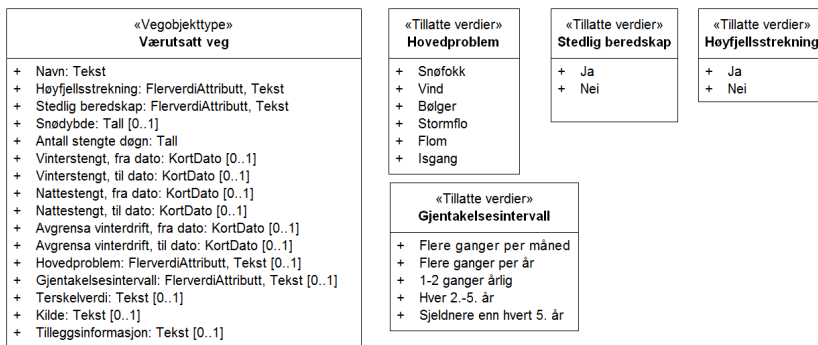 «Vegobjekttype»
Værutsatt veg
+ Navn: Tekst
+ Høyfjellsstrekning: FlerverdiAttributt, Tekst
+ Stedlig beredskap: FlerverdiAttributt, Tekst
+ Snødybde: Tall [0..1]
+ Antall stengte døgn: Tall
+ Vinterstengt, fra dato: KortDato [0..1]
+ Vinterstengt, til dato: KortDato [0..1]
+ Nattestengt, fra dato: KortDato [0..1]
+ Nattestengt, til dato: KortDato [0..1]
+ Avgrensa vinterdrift, fra dato: KortDato [0..1]
+ Avgrensa vinterdrift, til dato: KortDato [0..1]
+ Hovedproblem: FlerverdiAttributt, Tekst [0..1]
+ Gjentakelsesintervall: FlerverdiAttributt, Tekst [0..1]
+ Terskelverdi: Tekst [0..1]
+ Kilde: Tekst [0..1]
+ Tilleggsinformasjon: Tekst [0..1]
«Tillatte verdier»
Hovedproblem
+ Snøfokk
+ Vind
+ Bølger
+ Stormflo
+ Flom
+ Isgang
«Tillatte verdier»
Stedlig beredskap
+ Ja
+ Nei
«Tillatte verdier»
Høyfjellsstrekning
+ Ja
+ Nei
«Tillatte verdier»
Gjentakelsesintervall
+ Flere ganger per måned
+ Flere ganger per år
+ 1-2 ganger årlig
+ Hver 2.-5. år
+ Sjeldnere enn hvert 5. år